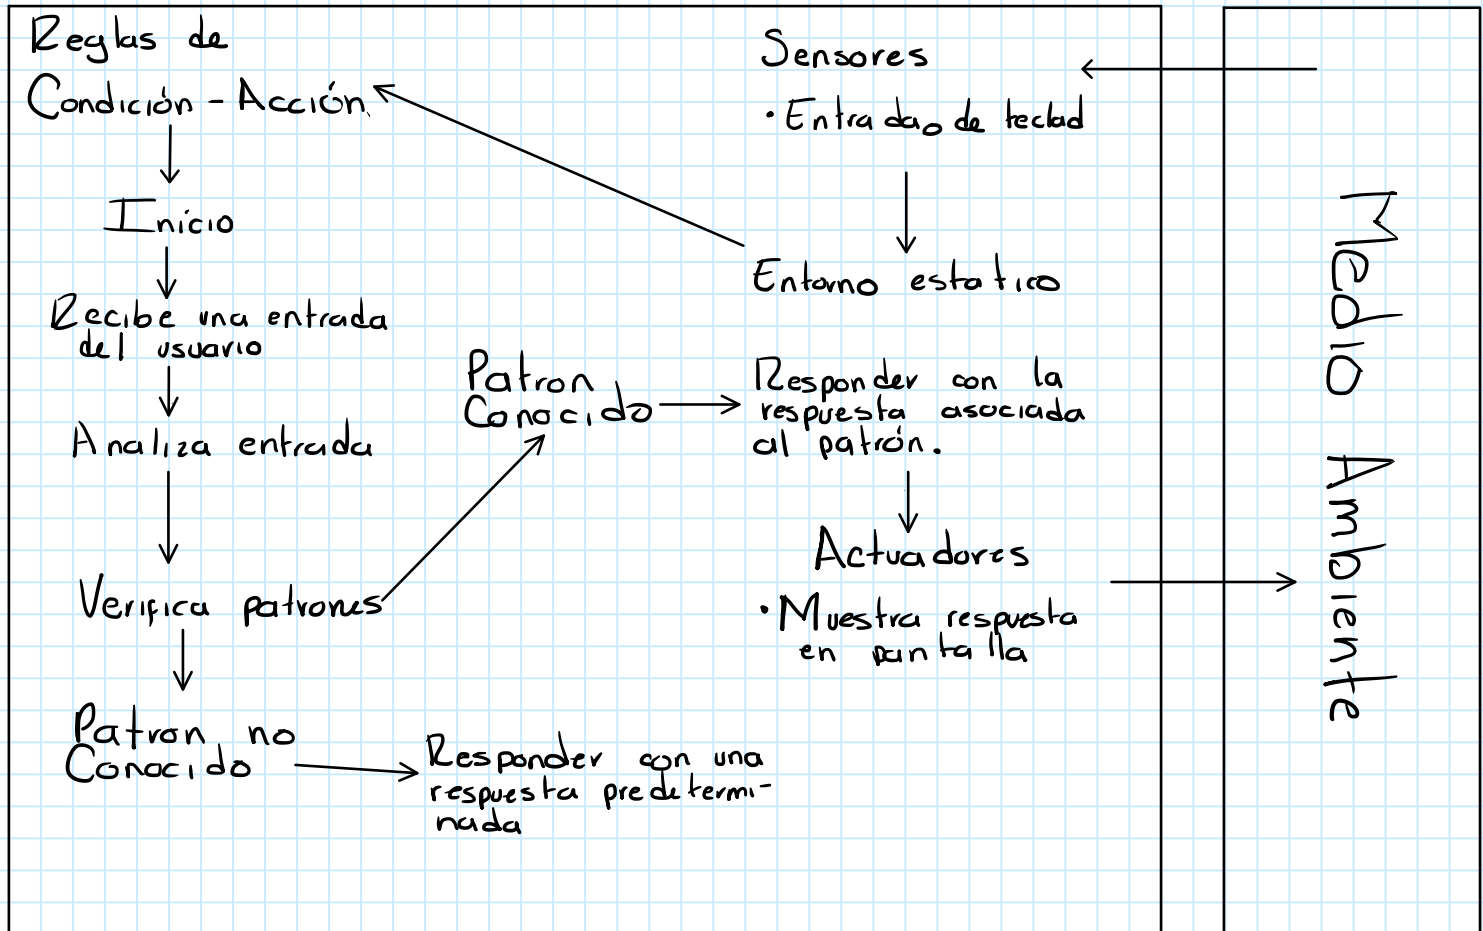 Reglas de
Condición - Acción
Inicio
Recibe una entrada
del usuario
Analiza entrada
Verifica patrones
Patron no
Conocido
Responder con una
respuesta predetermi-
nada
Patron
Conocido
Sensores
• Entrada de teclado
Entorno estatico
Responder con la
respuesta asociada
al patrón.
Actuadores
• Muestra respuesta
en pantalla
Medio Ambiente